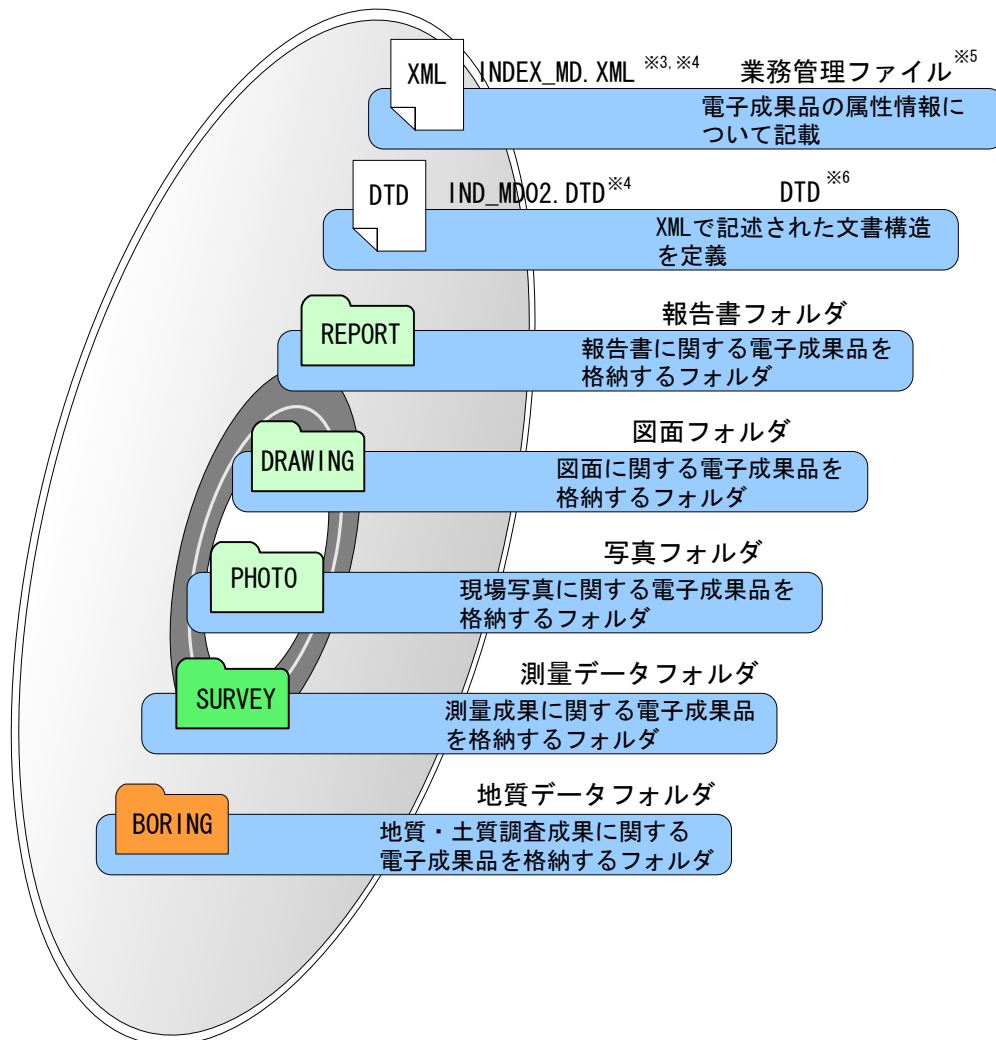 XML
INDEX_MD.XML ※3,※4 業務管理ファイル※5
電子成果品の属性情報に
ついて記載
DTD
IND_MD02.DTD※4 DTD※6
XMLで記述された文書構造
を定義
REPORT
報告書フォルダ
報告書に関する電子成果品を
格納するフォルダ
DRAWING
図面フォルダ
図面に関する電子成果品を
格納するフォルダ
PHOTO
写真フォルダ
現場写真に関する電子成果品を
格納するフォルダ
SURVEY
測量データフォルダ
測量成果に関する電子成果品
を格納するフォルダ
BORING
地質データフォルダ
地質・土質調査成果に関する
電子成果品を格納するフォルダ